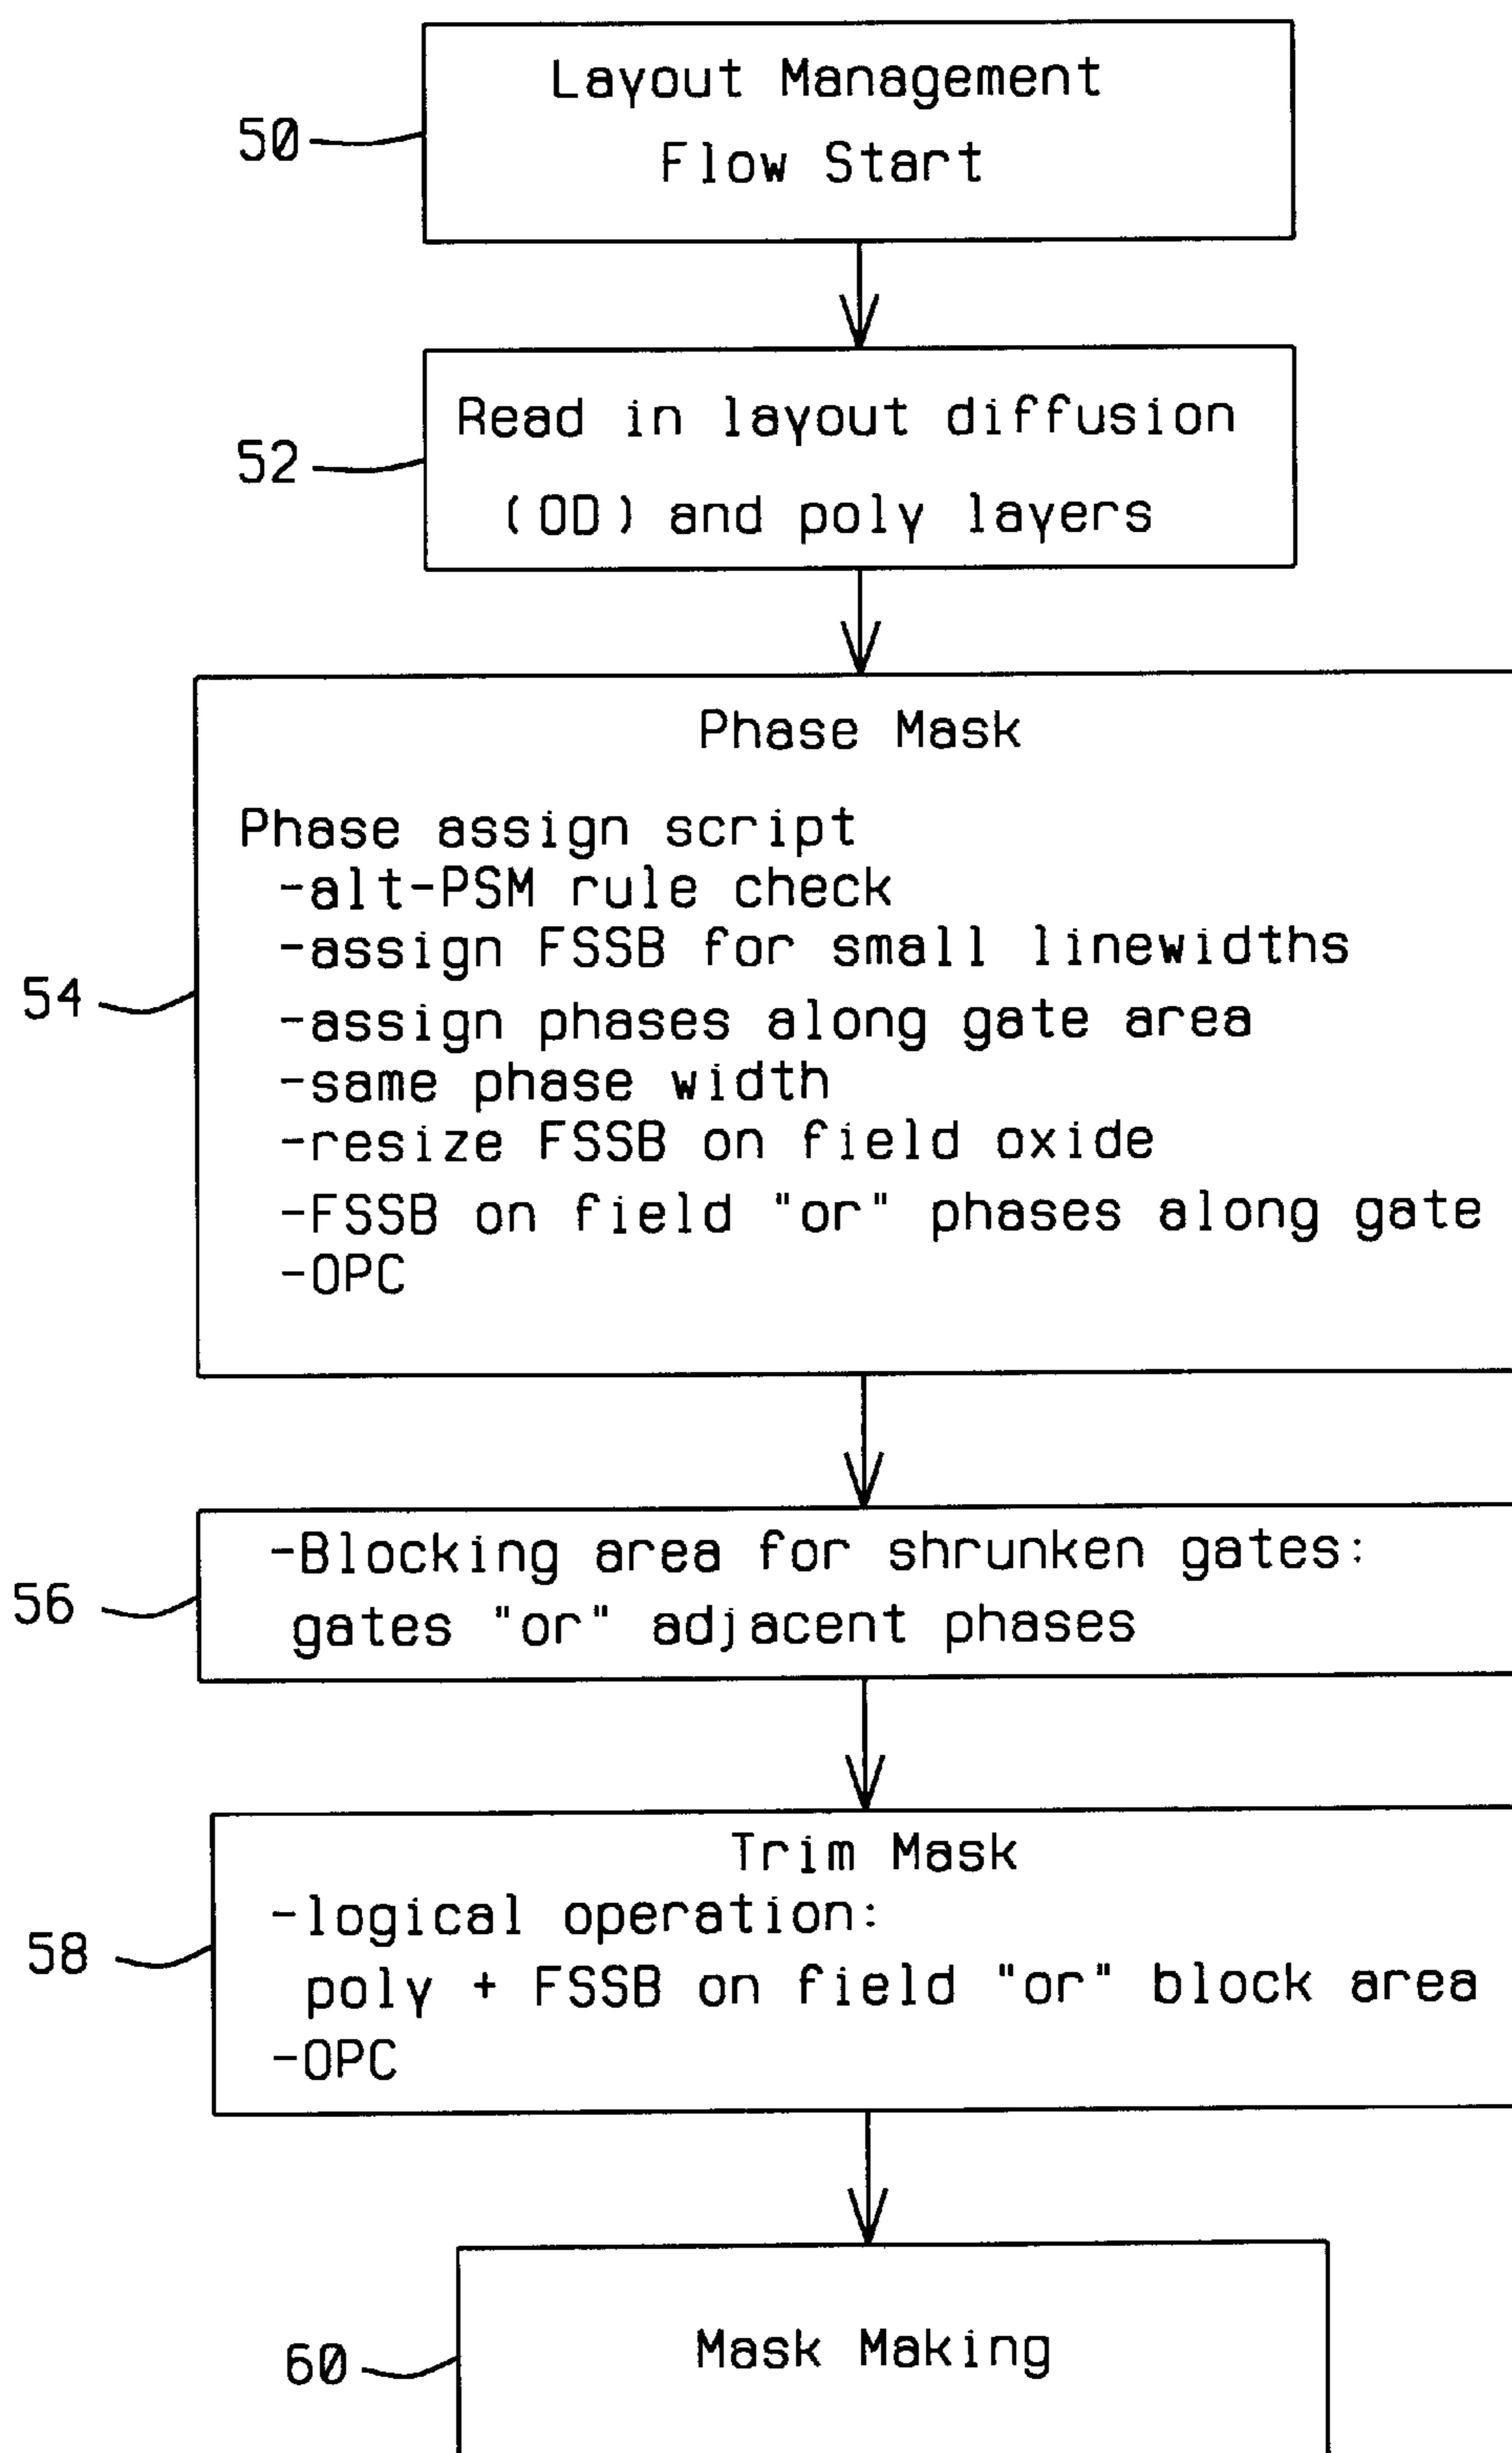 Layout Management
Flow Start
50
Read in layout diffusion
(OD) and poly layers
52
Phase Mask
Phase assign script
-alt-PSM rule check
-assign FSSB for small linewidths
-assign phases along gate area
-same phase width
-resize FSSB on field oxide
-FSSB on field "or" phases along gate
-OPC
54
-Blocking area for shrunken gates:
gates "or" adjacent phases
56
Trim Mask
-logical operation:
poly + FSSB on field "or" block area
-OPC
58
Mask Making
60